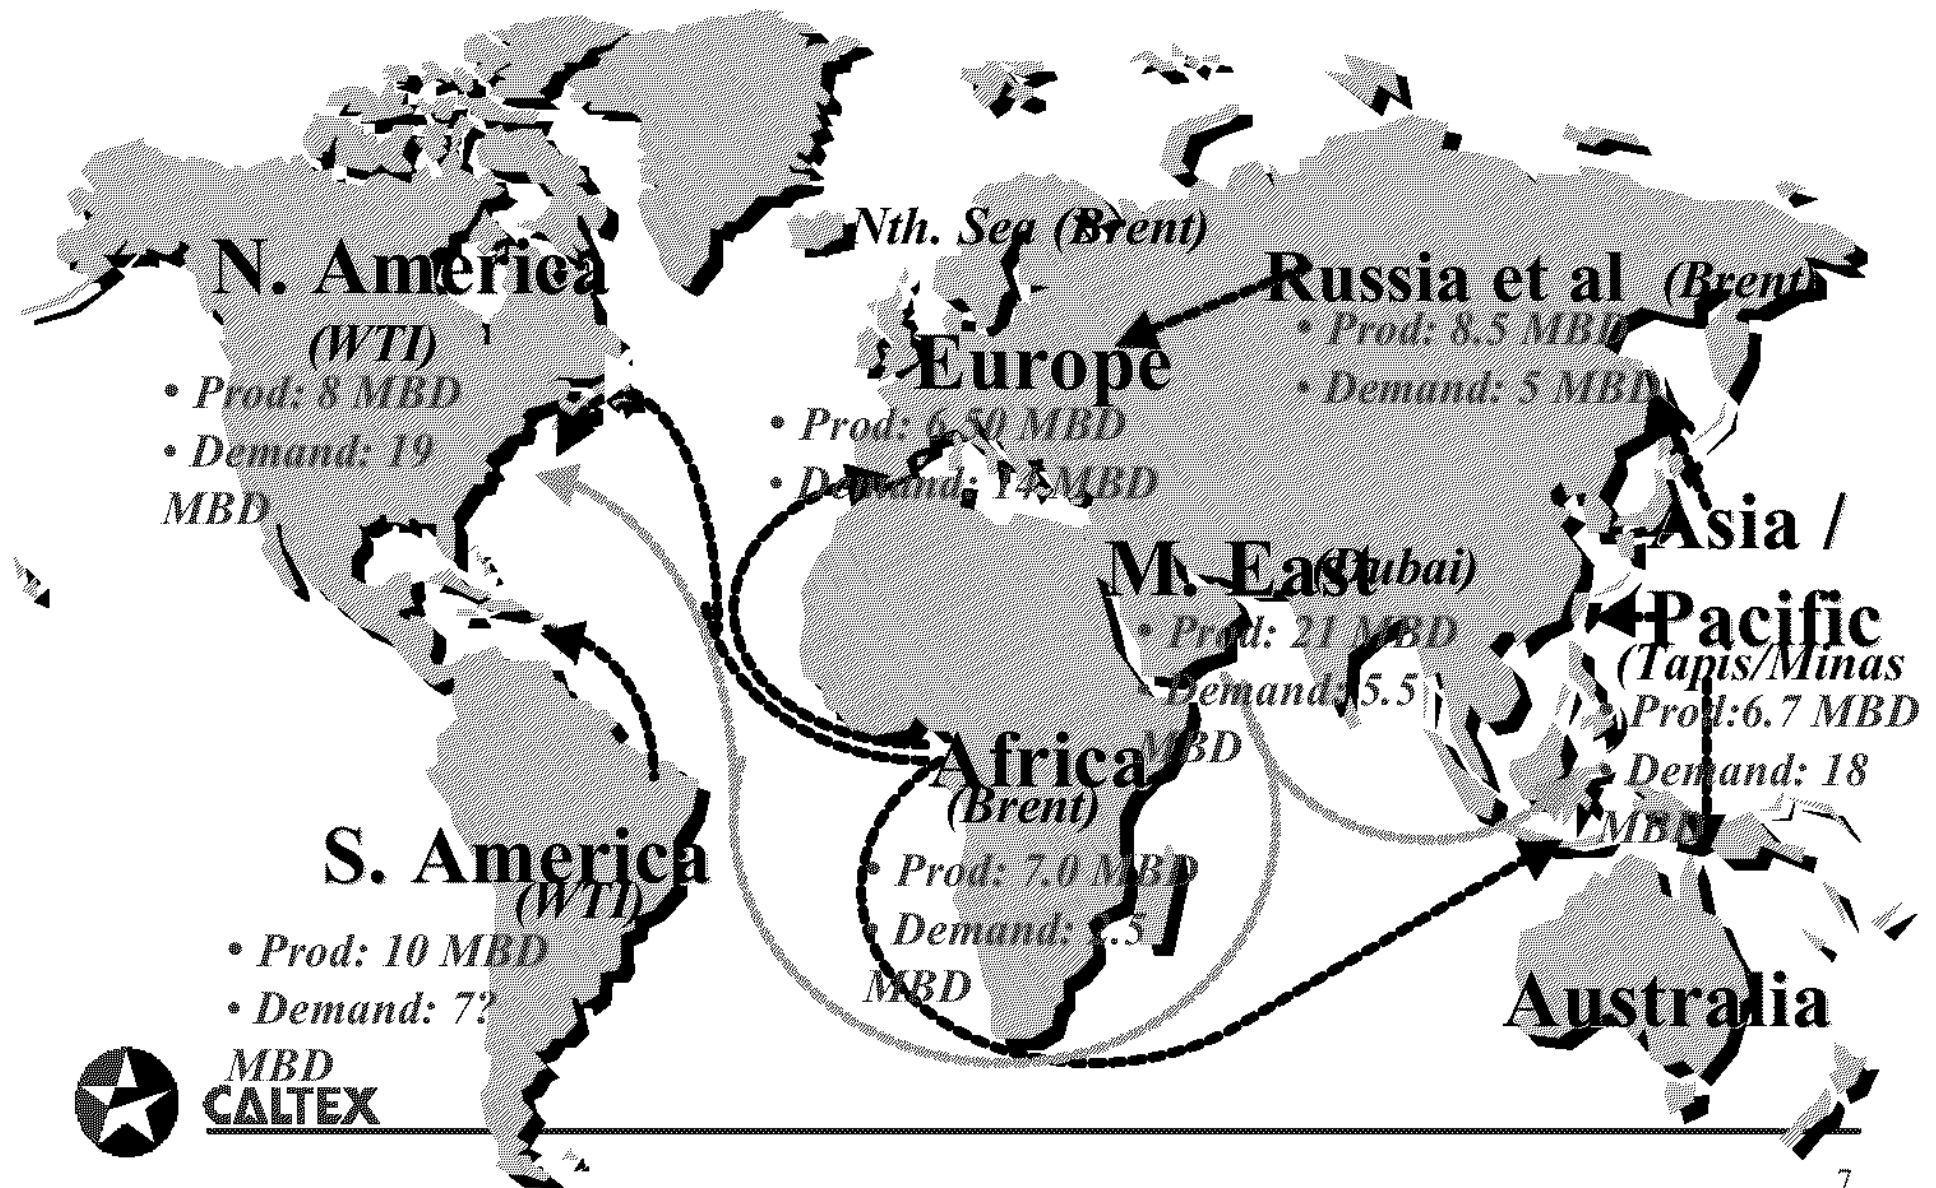 Nth. Sea (Brent)
N. America
(WTI)
• Prod: 8 MBD
• Demand: 19
MBD
Russia et al (Brent)
• Prod: 8.5 MBD
• Demand: 5 MBD
Europe
• Prod: 6.50 MBD
• Demand: 14 MBD
M. East (Dubai)
• Prod: 21 MBD
• Demand: 5.5
MBD
Asia /
Pacific
(Tapis/Minas
• Prod:6.7 MBD
• Demand: 18
MBD
Africa
(Brent)
• Prod: 7.0 MBD
• Demand:
MBD
S. America
(WTI)
• Prod: 10 MBD
• Demand: 7?
MBD
Australia
CALTEX
7